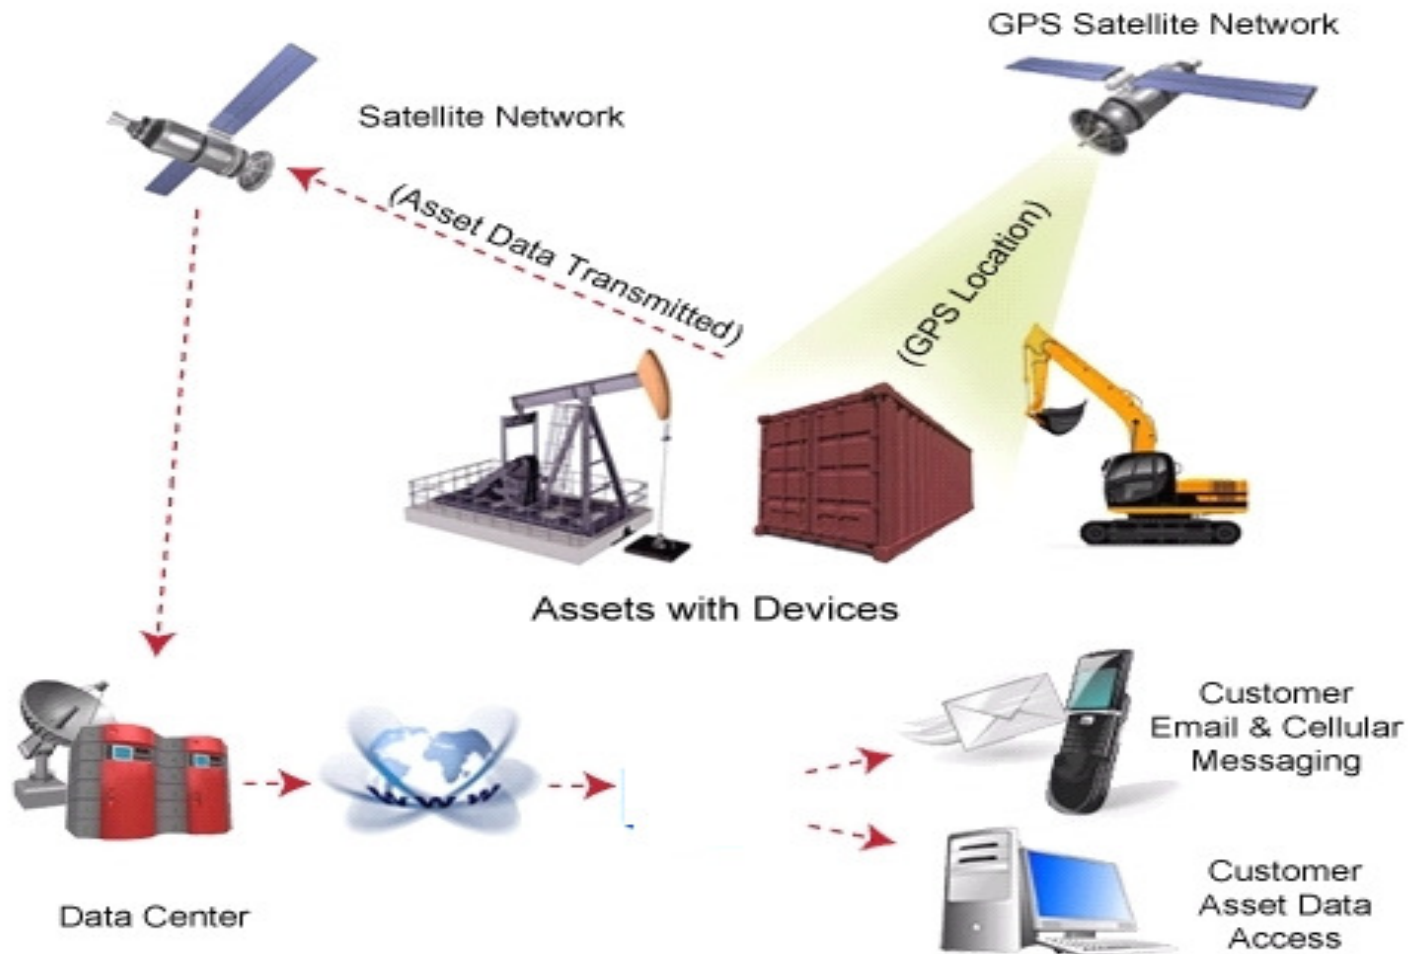 GPS Satellite Network
Satellite Network
(Asset Data Transmitted)
(GPS Location)
Assets with Devices
Customer
Email & Cellular
Messaging
Data Center
Customer
Asset Data
Access